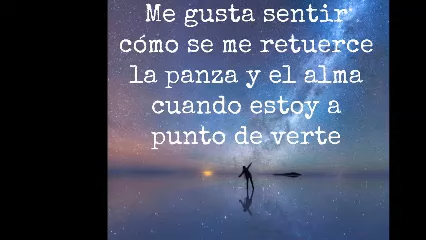 Me gusta sentir
cómo se me retuerce
la panza y el alma
cuando estoy a
punto de verte